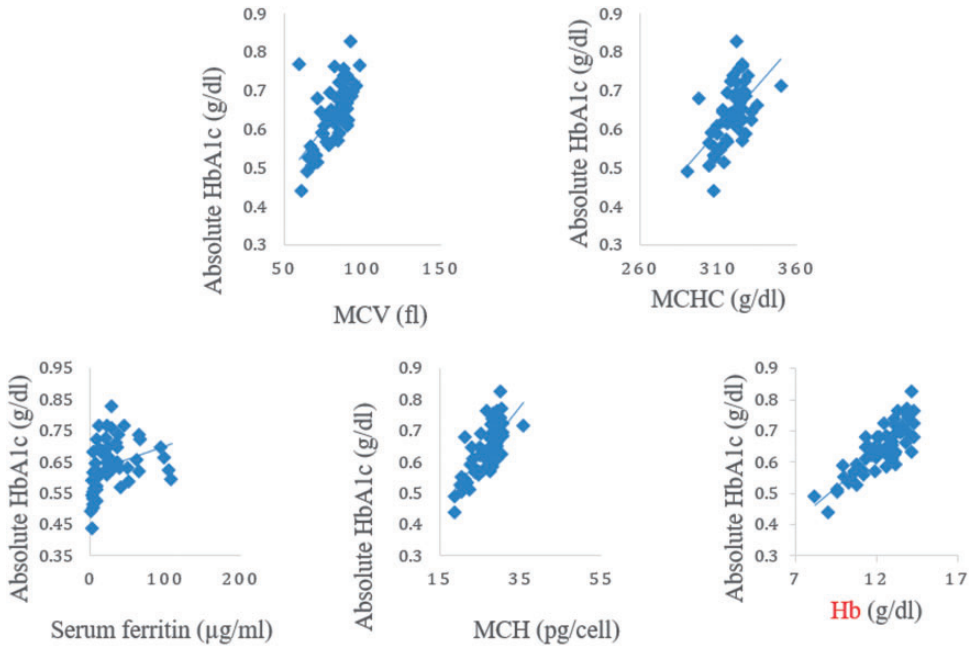 Absolute HbA1c (g/dl)
0.9
0.8
0.7
0.6
0.5
0.4
0.3
50 100 150
MCV (fl)
Absolute HbA1c (g/dl)
0.9
0.8
0.7
0.6
0.5
0.4
0.3
260 310 360
MCHC (g/dl)
Absolute HbA1c (g/dl)
0.95
0.85
0.75
0.65
0.55
0.45
0.35
0 100 200
Serum ferritin (µg/ml)
Absolute HbA1c (g/dl)
0.9
0.8
0.7
0.6
0.5
0.4
0.3
15 35 55
MCH (pg/cell)
Absolute HbA1c (g/dl)
0.9
0.8
0.7
0.6
0.5
0.4
0.3
7 12 17
Hb (g/dl)